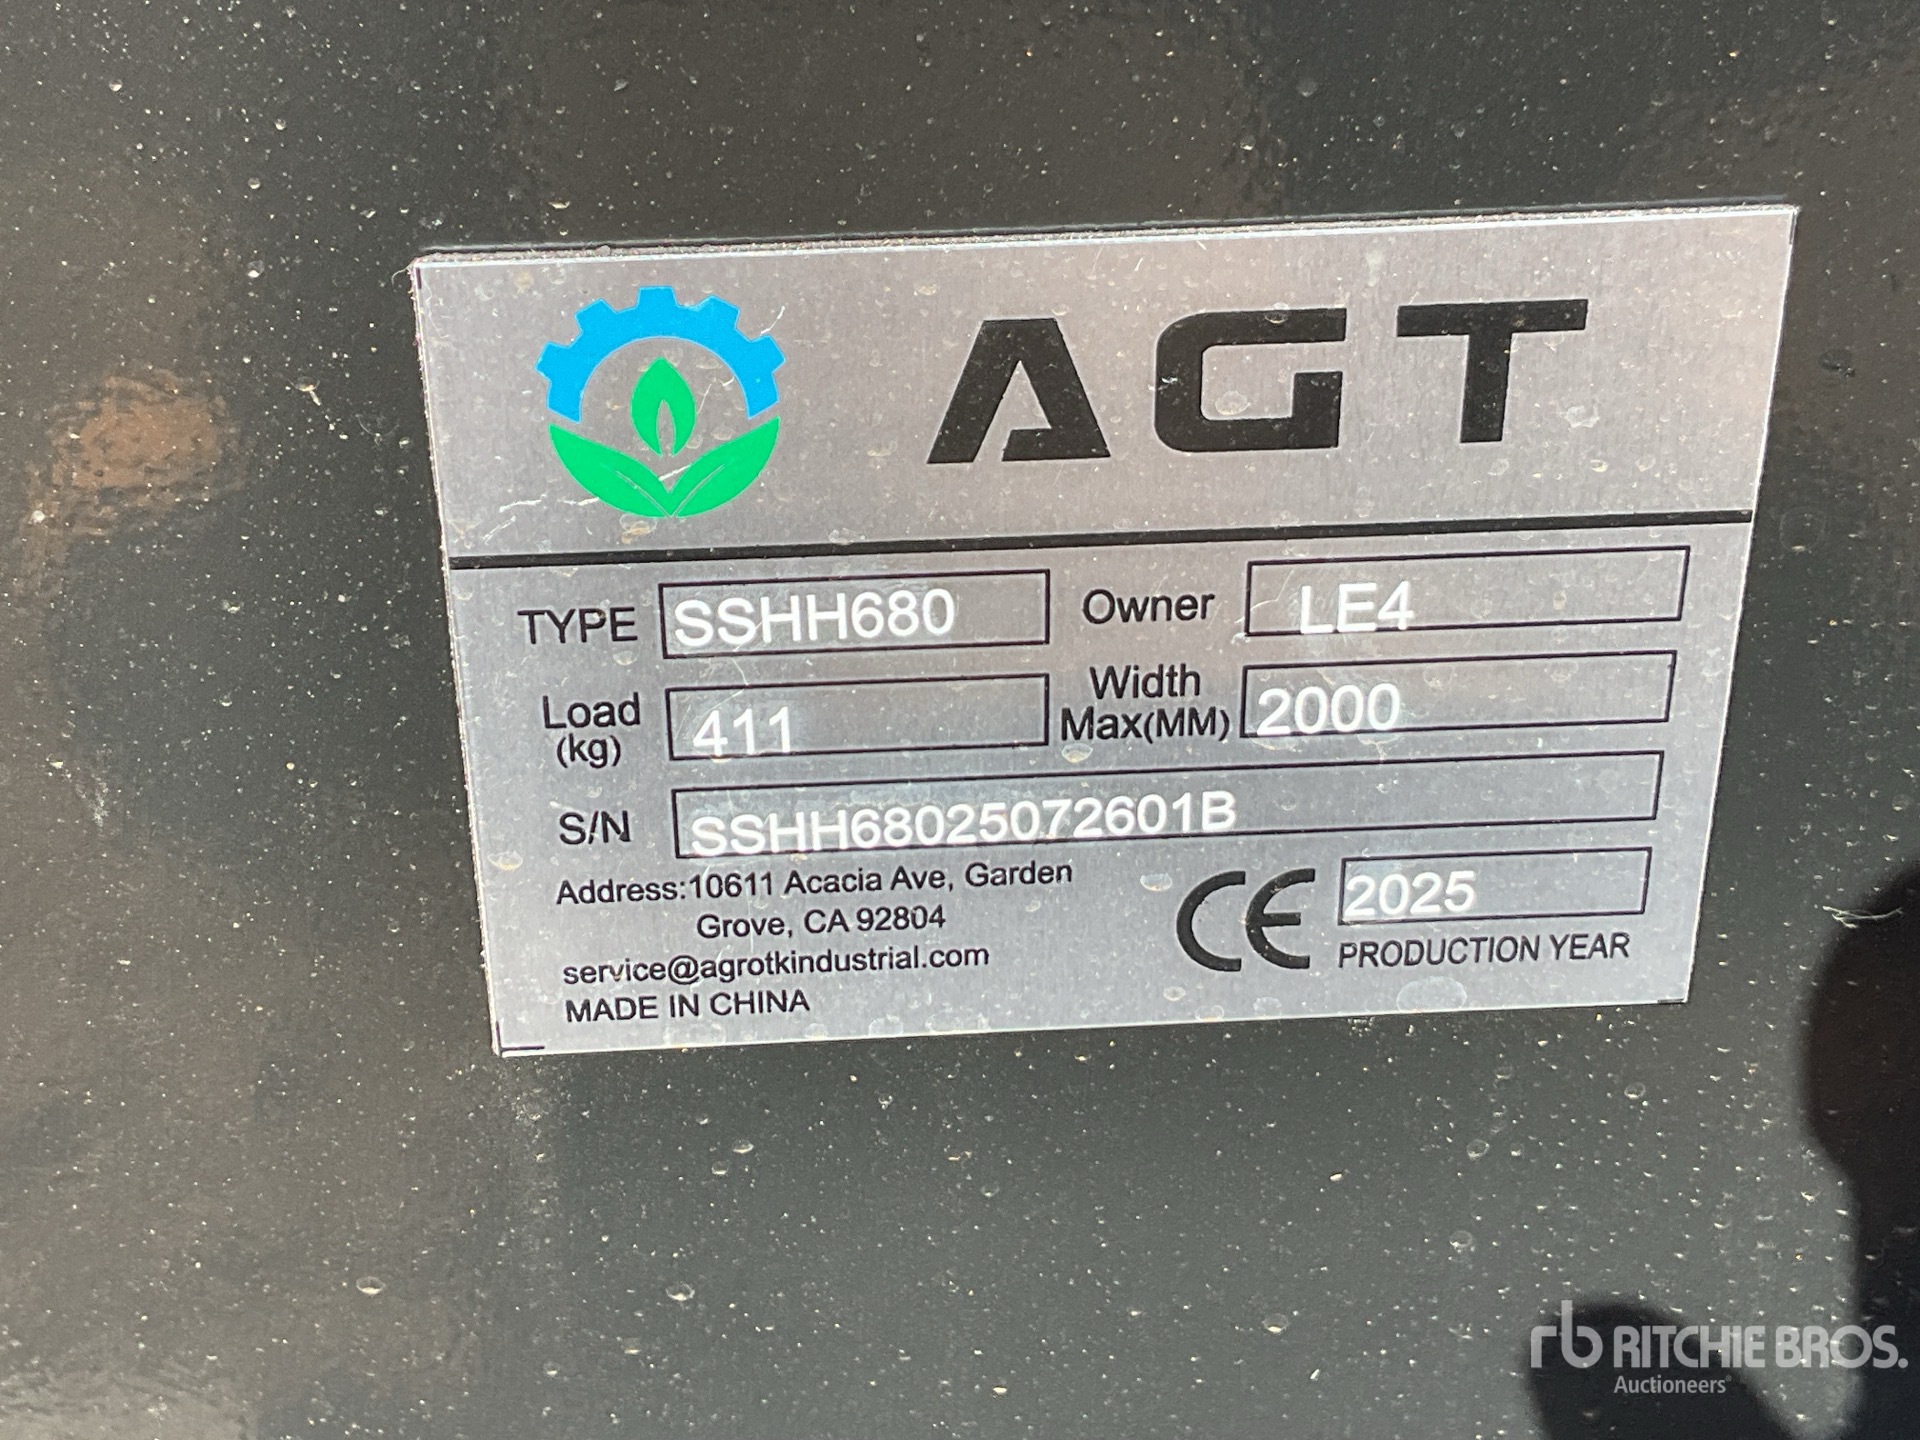 AGT
TYPE SSHH680 Owner LE4
Load (kg) 411 Width Max(MM) 2000
S/N SSHH68025072601B
Address:10611 Acacia Ave, Garden
Grove, CA 92804
service@agrotkindustrial.com
MADE IN CHINA
CE 2025
PRODUCTION YEAR
rb RITCHIE BROS.
Auctioneers